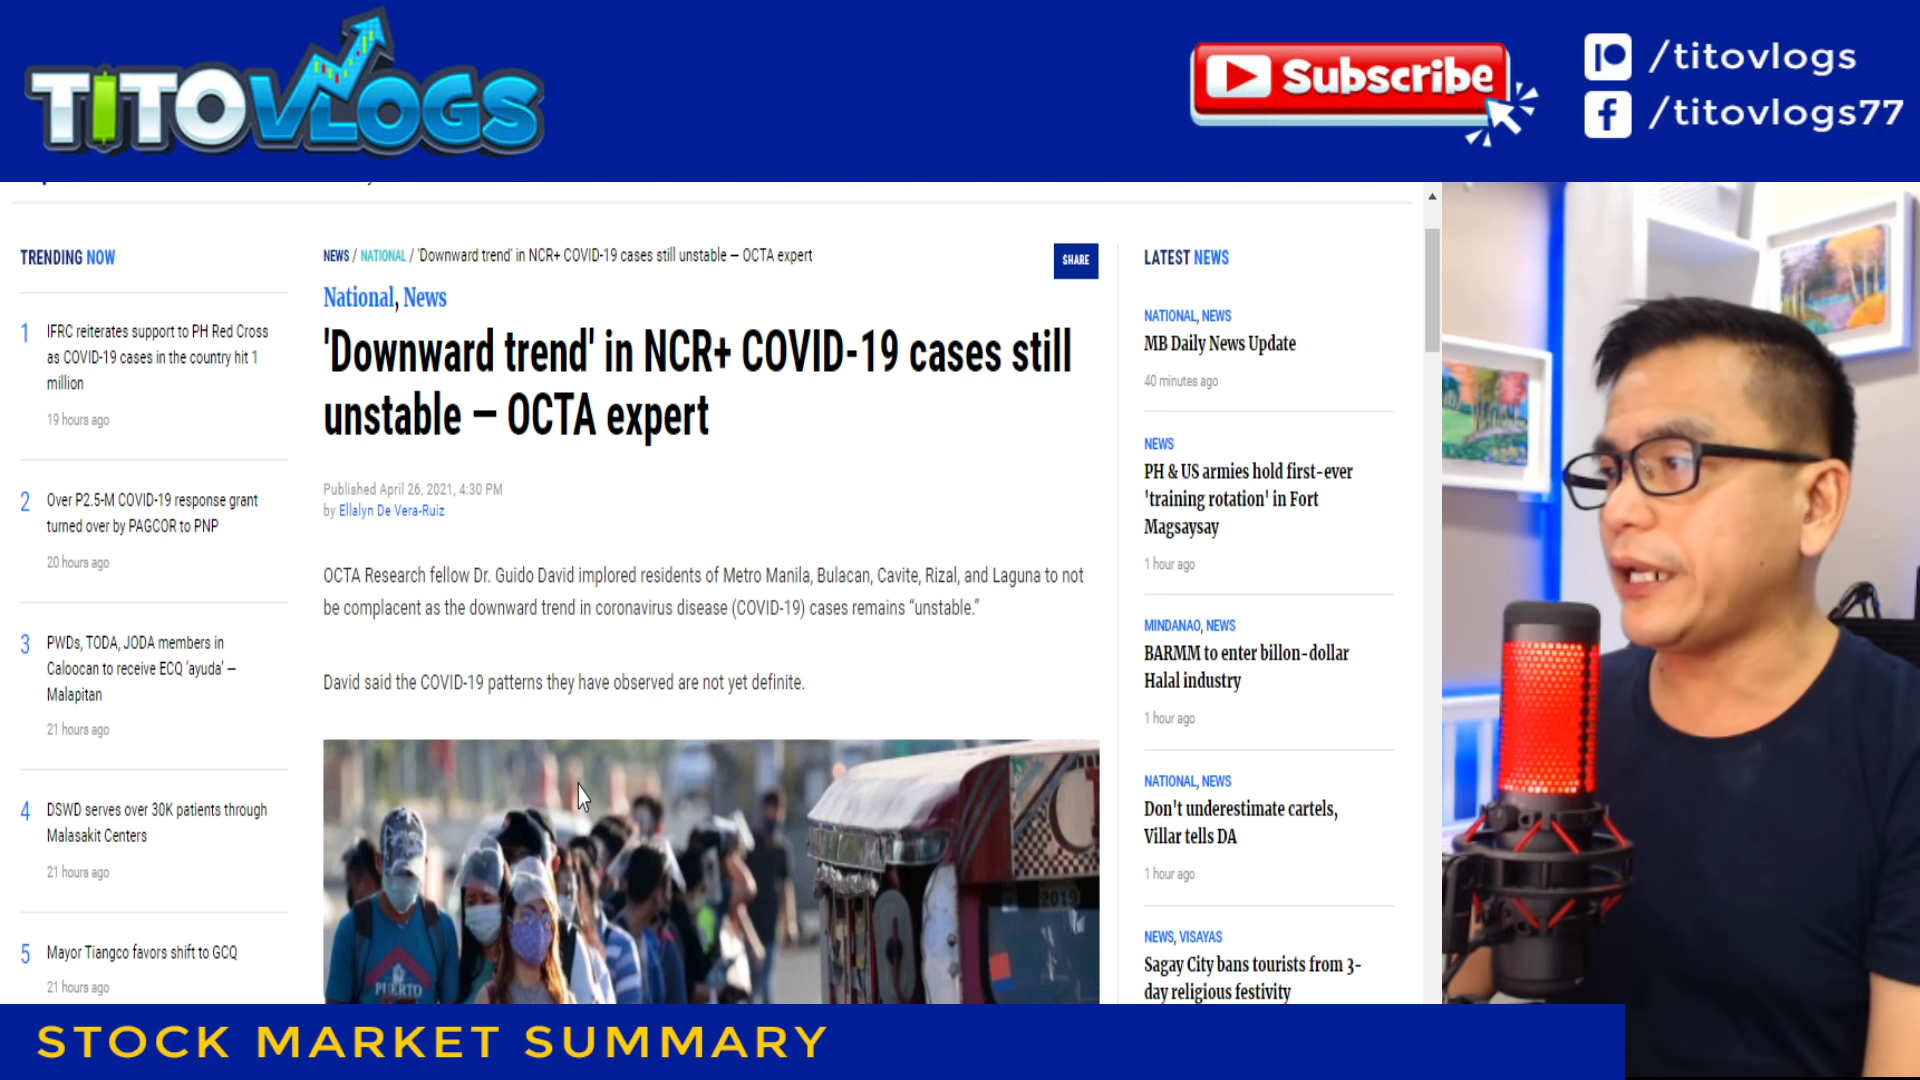 TITOVLOGS
Subscribe
/titovlogs
/titovlogs77
TRENDING NOW
1
IFRC reiterates support to PH Red Cross
as COVID-19 cases in the country hit 1
million
19 hours ago
2
Over P2.5-M COVID-19 response grant
turned over by PAGCOR to PNP
20 hours ago
3
PWDs, TODA, JODA members in
Caloocan to receive ECQ ‘ayuda’ –
Malapitan
21 hours ago
4
DSWD serves over 30K patients through
Malasakit Centers
21 hours ago
5
Mayor Tiangco favors shift to GCQ
21 hours ago
NEWS / NATIONAL / 'Downward trend' in NCR+ COVID-19 cases still unstable – OCTA expert
SHARE
National, News
'Downward trend' in NCR+ COVID-19 cases still
unstable – OCTA expert
Published April 26, 2021, 4:30 PM
by Ellalyn De Vera-Ruiz
OCTA Research fellow Dr. Guido David implored residents of Metro Manila, Bulacan, Cavite, Rizal, and Laguna to not
be complacent as the downward trend in coronavirus disease (COVID-19) cases remains “unstable.”
David said the COVID-19 patterns they have observed are not yet definite.
PUERTO
2019
LATEST NEWS
NATIONAL, NEWS
MB Daily News Update
40 minutes ago
NEWS
PH & US armies hold first-ever
'training rotation' in Fort
Magsaysay
1 hour ago
MINDANAO, NEWS
BARMM to enter billon-dollar
Halal industry
1 hour ago
NATIONAL, NEWS
Don't underestimate cartels,
Villar tells DA
1 hour ago
NEWS, VISAYAS
Sagay City bans tourists from 3-
day religious festivity
STOCK MARKET SUMMARY